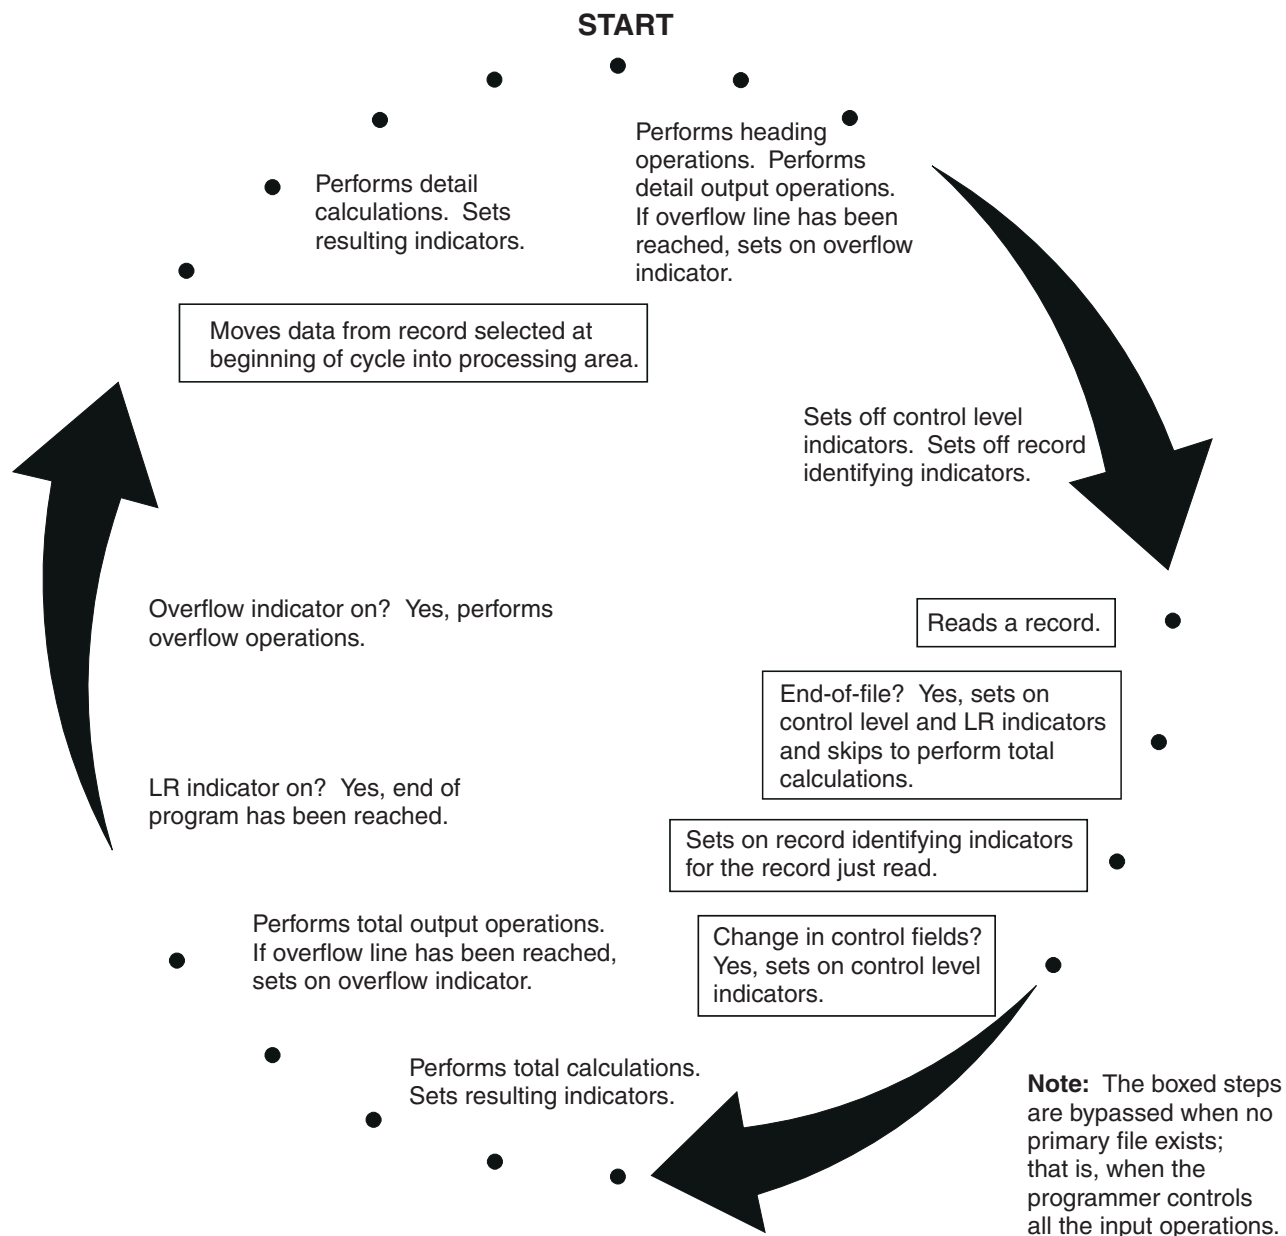 START
Performs heading
operations. Performs
detail output operations.
If overflow line has been
reached, sets on overflow
indicator.
Sets off control level
indicators. Sets off record
identifying indicators.
Reads a record.
End-of-file? Yes, sets on
control level and LR indicators
and skips to perform total
calculations.
Sets on record identifying indicators
for the record just read.
Change in control fields?
Yes, sets on control level
indicators.
Performs total calculations.
Sets resulting indicators.
Performs total output operations.
If overflow line has been reached,
sets on overflow indicator.
LR indicator on? Yes, end of
program has been reached.
Overflow indicator on? Yes, performs
overflow operations.
Moves data from record selected at
beginning of cycle into processing area.
Performs detail
calculations. Sets
resulting indicators.
Note: The boxed steps
are bypassed when no
primary file exists;
that is, when the
programmer controls
all the input operations.